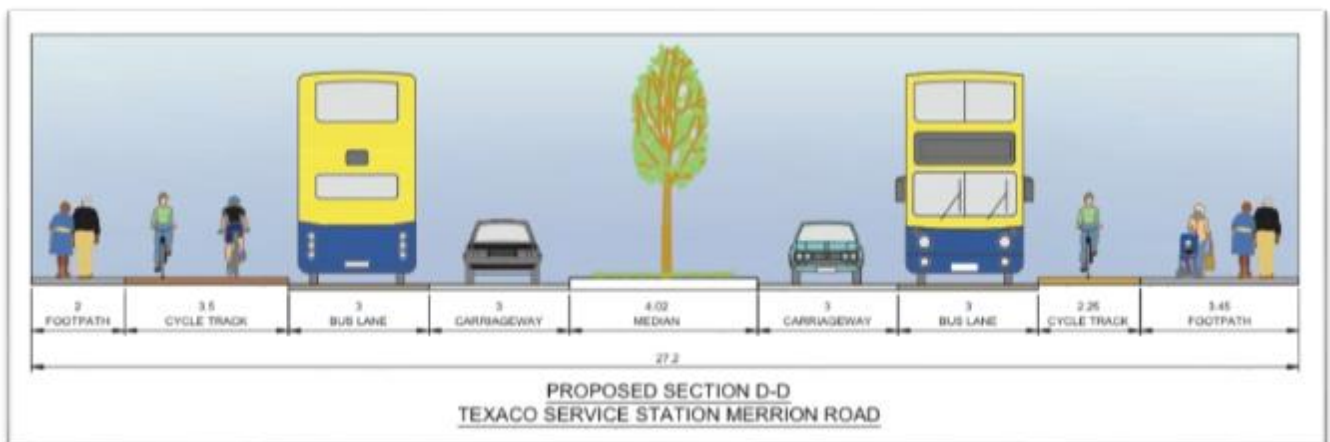 2 3.5 3 3 4.02 3 3 2.25 3.45
FOOTPATH CYCLE TRACK BUS LANE CARRIAGEWAY MEDIAN CARRIAGEWAY BUS LANE CYCLE TRACK FOOTPATH
27.2
PROPOSED SECTION D-D
TEXACO SERVICE STATION MERRION ROAD